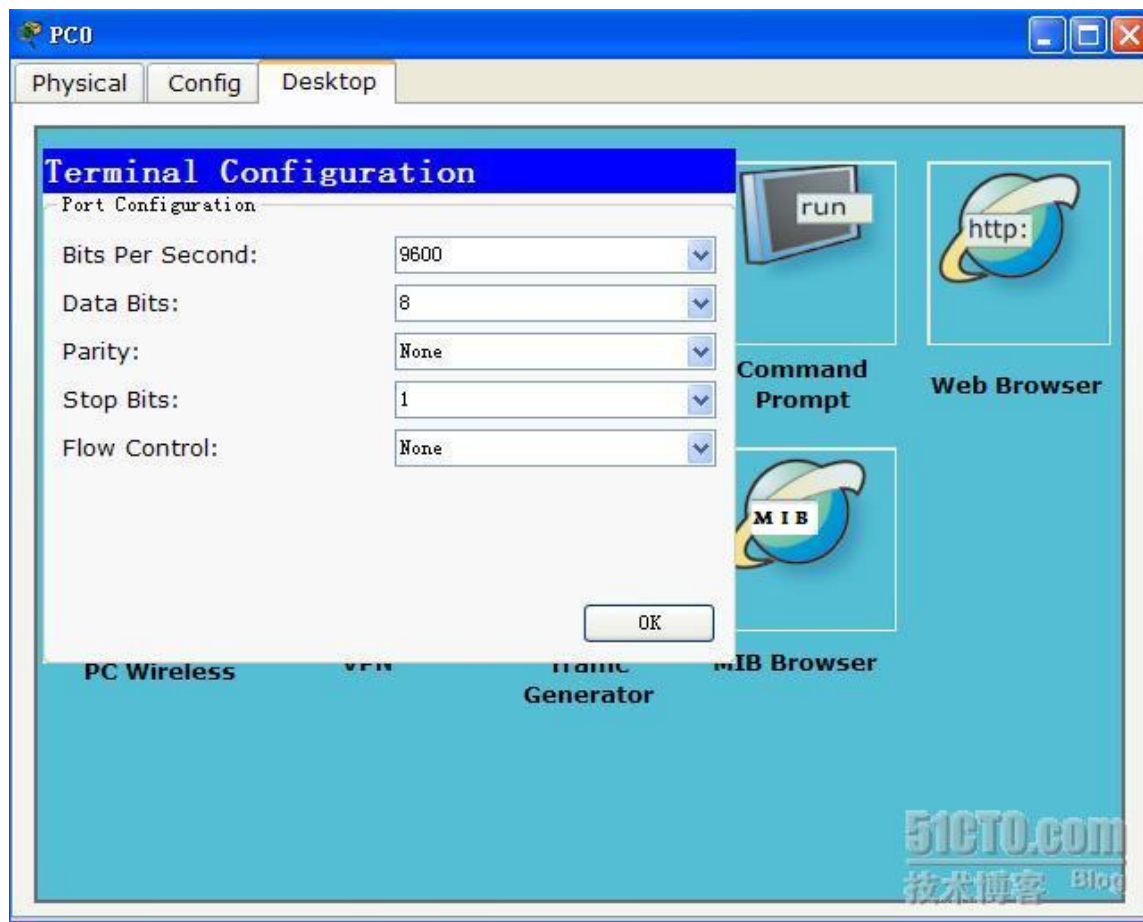 PC0
Physical Config Desktop
Terminal Configuration
Port Configuration
Bits Per Second: 9600
Data Bits: 8
Parity: None
Stop Bits: 1
Flow Control: None
OK
run
http:
Command
Prompt
Web Browser
MIB
PC Wireless
VPN
Traffic
Generator
MIB Browser
51CTO.com
技术博客 Blog